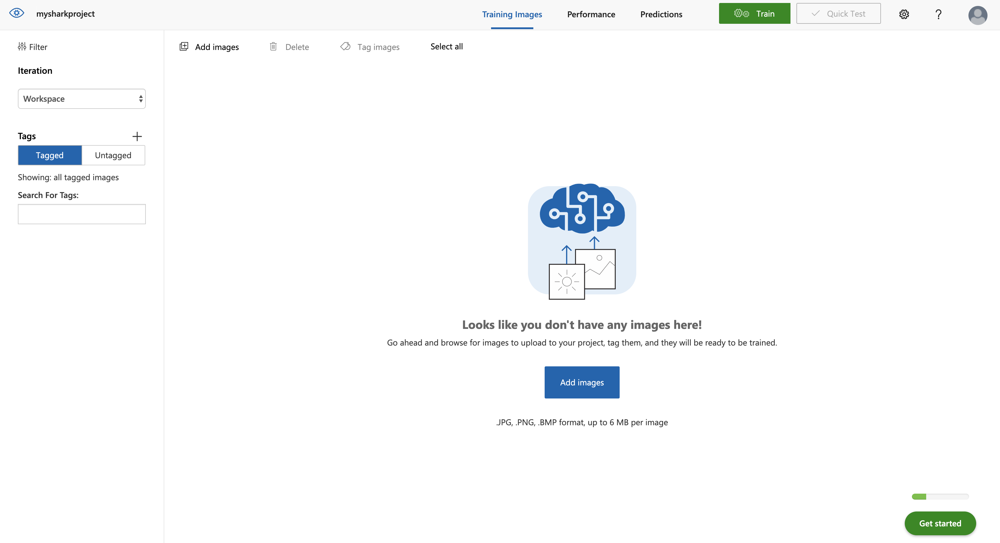 mysharkproject
Training Images
Performance
Predictions
Train
Quick Test
?
Filter
Iteration
Workspace
Tags
Tagged
Untagged
Showing: all tagged images
Search For Tags:
Add images
Delete
Tag images
Select all
Looks like you don't have any images here!
Go ahead and browse for images to upload to your project, tag them, and they will be ready to be trained.
Add images
.JPG, .PNG, .BMP format, up to 6 MB per image
Get started